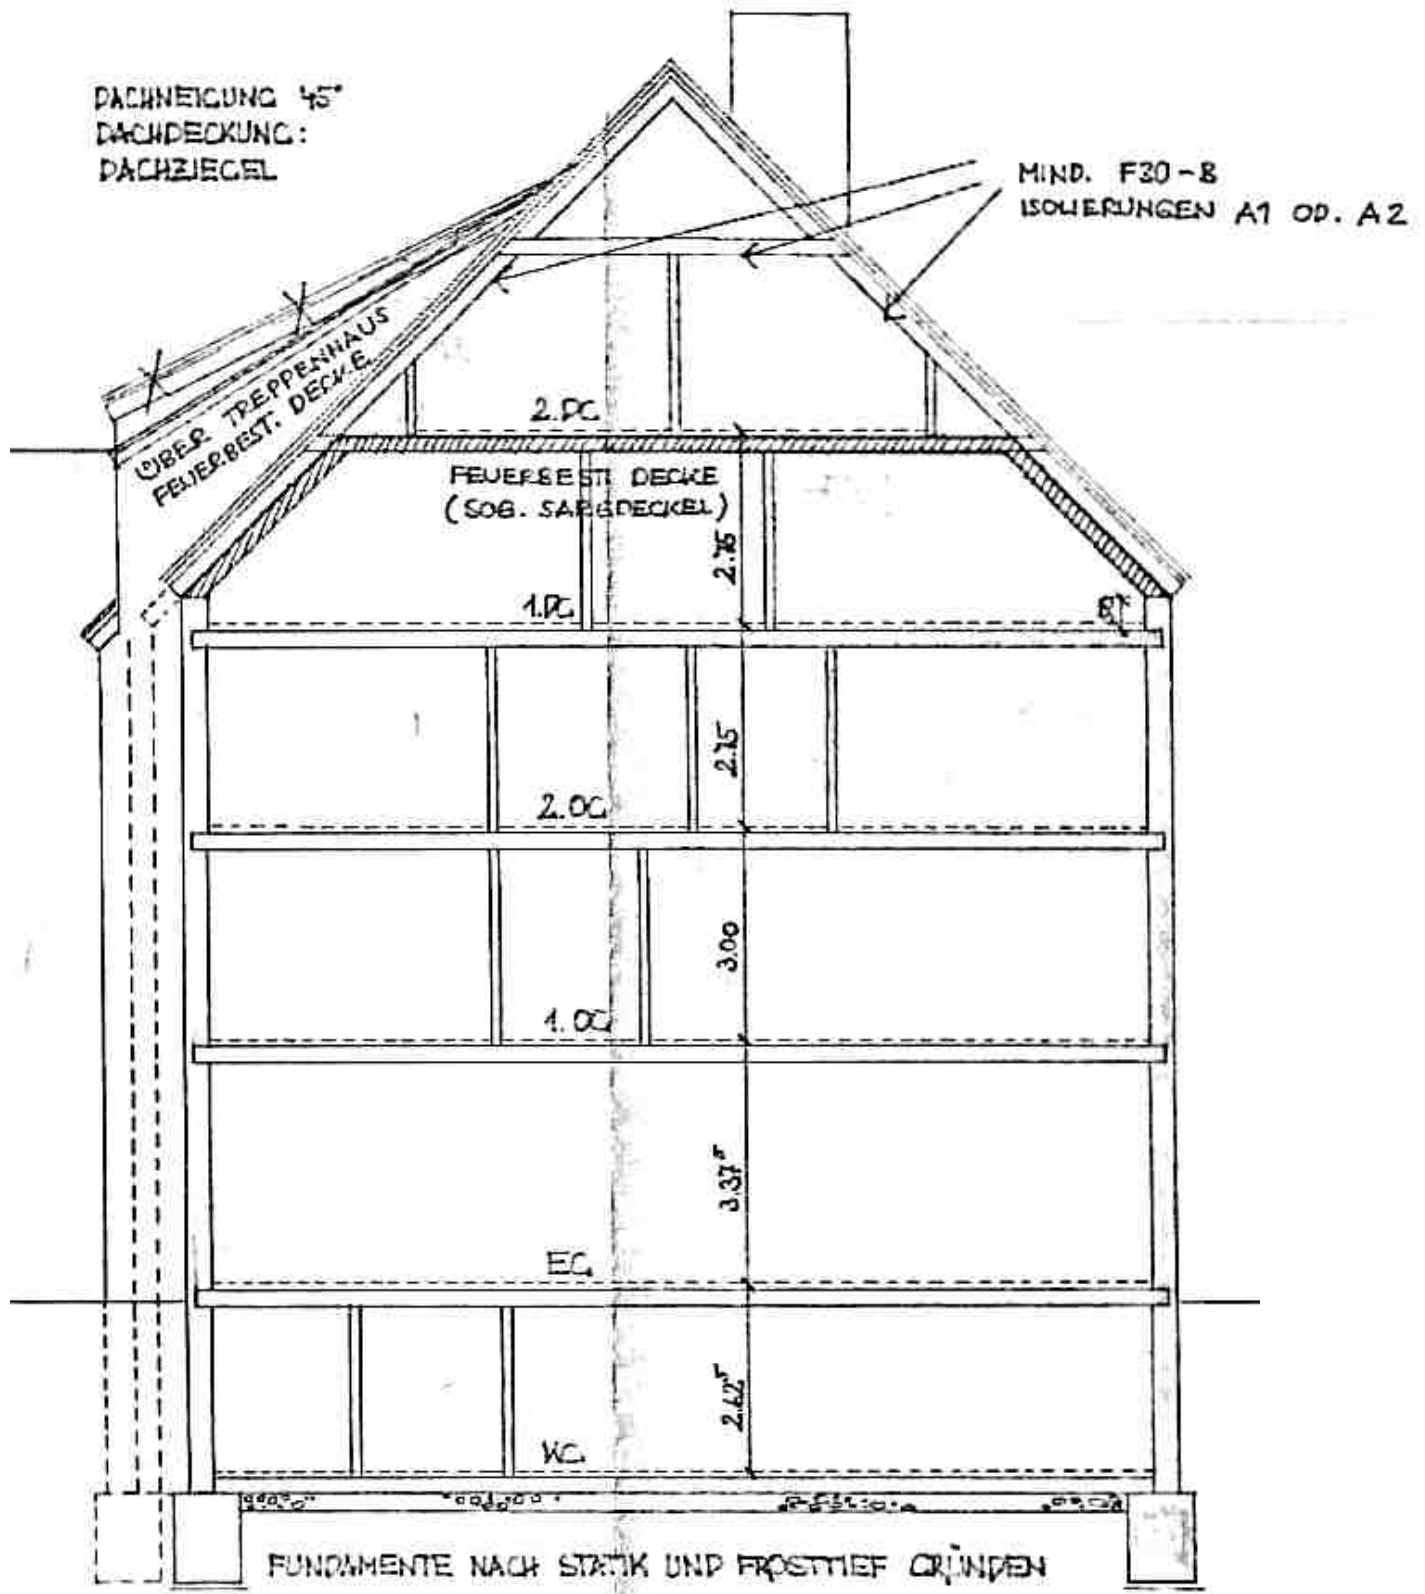 DACHNEIGUNG 45°
DACHDECKUNG:
DACHZIEGEL
MIND. F30-B
ISOLIERUNGEN A1 OD. A2
ÜBER TREPPENHAUS
FEUERBEST. DECKE
2.DG
FEUERBEST. DECKE
(SOG. SARGDECKEL)
2.75
1.DG
2.75
2.OG
3.00
1.OG
3.37⁵
EG
2.62⁵
KG
FUNDAMENTE NACH STATIK UND FROSTTIEF GRÜNDEN